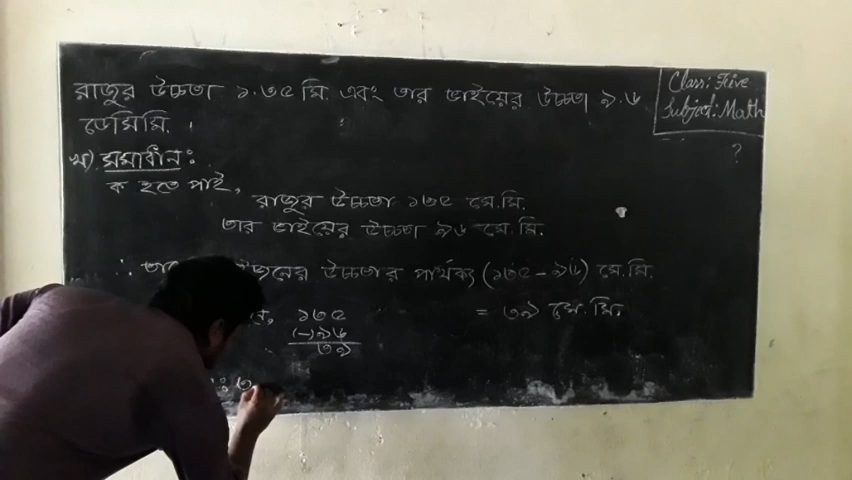 Class: Five
Subject: Math
রাজুর উচ্চতা ১.৩৫ মি. এবং তার ভাইয়ের উচ্চতা ৯.৬
ডেসিমি.
?
খ) সমাধান:
ক হতে পাই,
রাজুর উচ্চতা ১৩৫ সে.মি.
তার ভাইয়ের উচ্চতা ৯৬ সে.মি.
∴ উচ্চতার পার্থক্য (১৩৫ - ৯৬) সে.মি.
১৩৫ = ৩৯ সে.মি.
(-) ৯৬
৩৯
: ৩